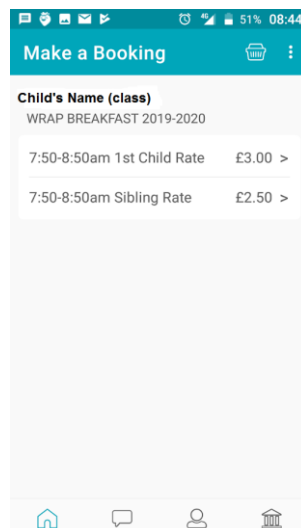 4G 51% 08:44
Make a Booking
Child's Name (class)
WRAP BREAKFAST 2019-2020
7:50-8:50am 1st Child Rate £3.00 >
7:50-8:50am Sibling Rate £2.50 >